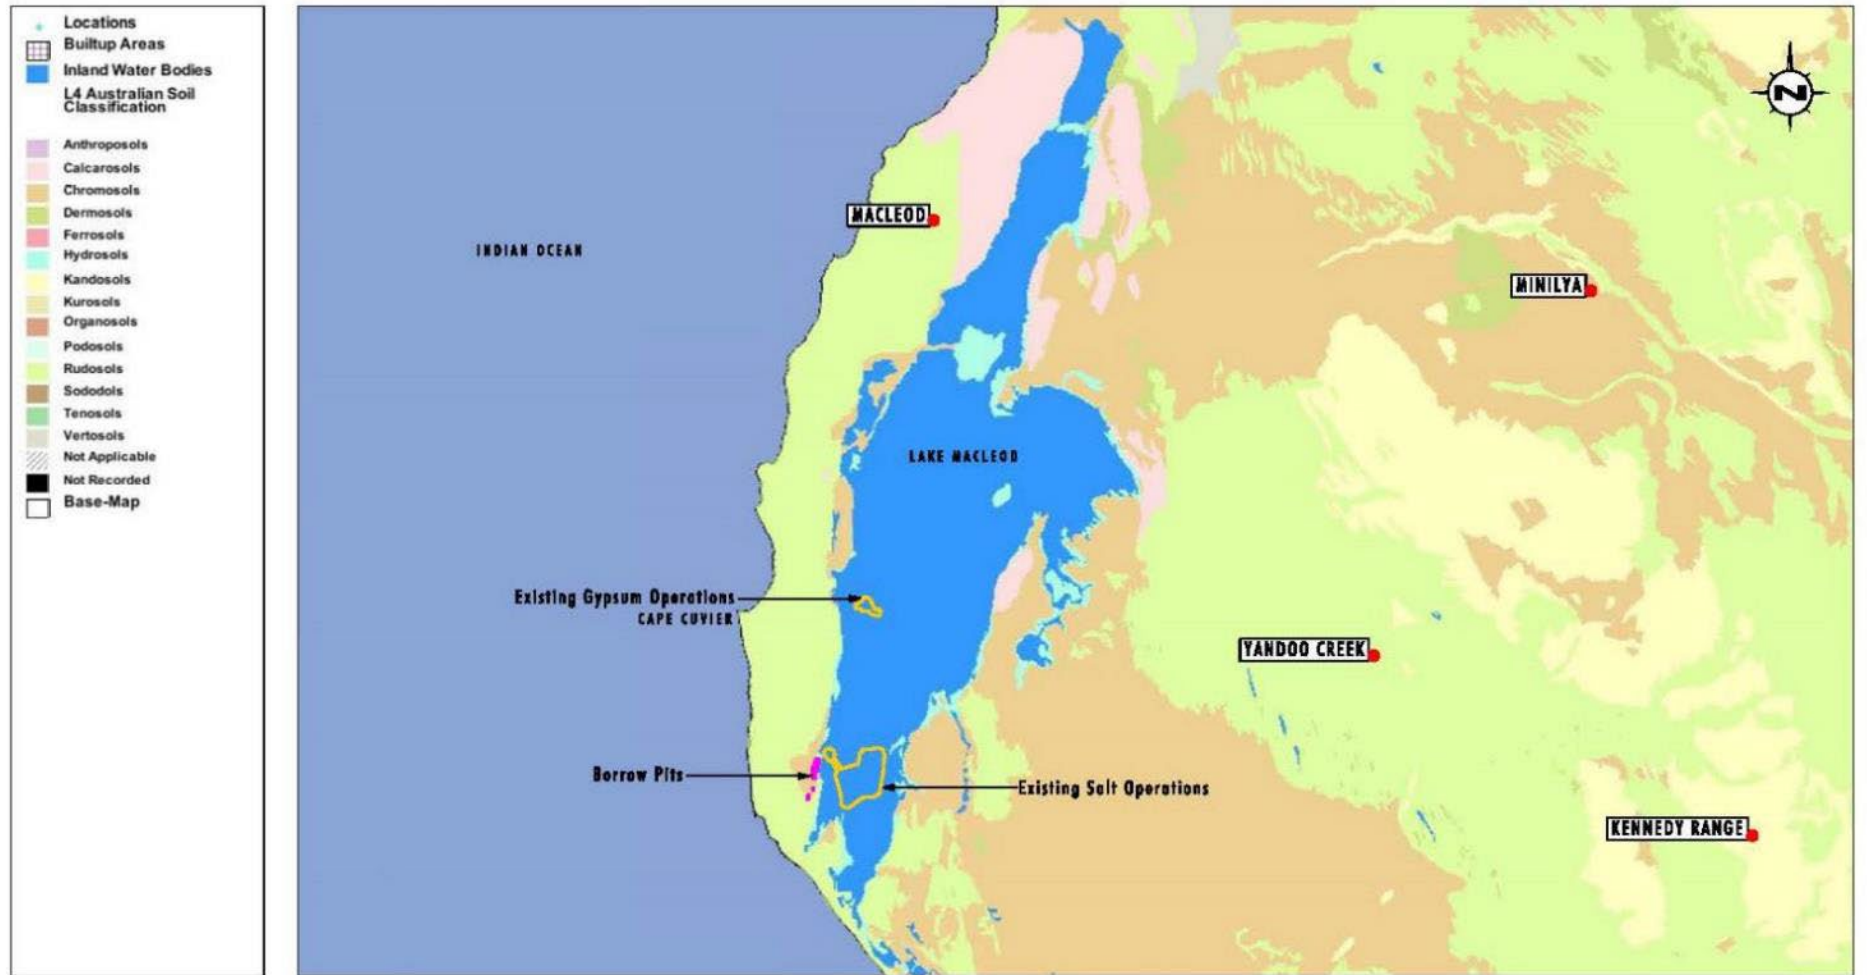 Locations
Builtup Areas
Inland Water Bodies
L4 Australian Soil
Classification
Anthroposols
Calcarosols
Chromosols
Dermosols
Ferrosols
Hydrosols
Kandosols
Kurosols
Organosols
Podosols
Rudosols
Sododols
Tenosols
Vertosols
Not Applicable
Not Recorded
Base-Map
N
MACLEOD
INDIAN OCEAN
MINILYA
LAKE MACLEOD
Existing Gypsum Operations
CAPE CUVIER
YANDOO CREEK
Borrow Pits
Existing Salt Operations
KENNEDY RANGE